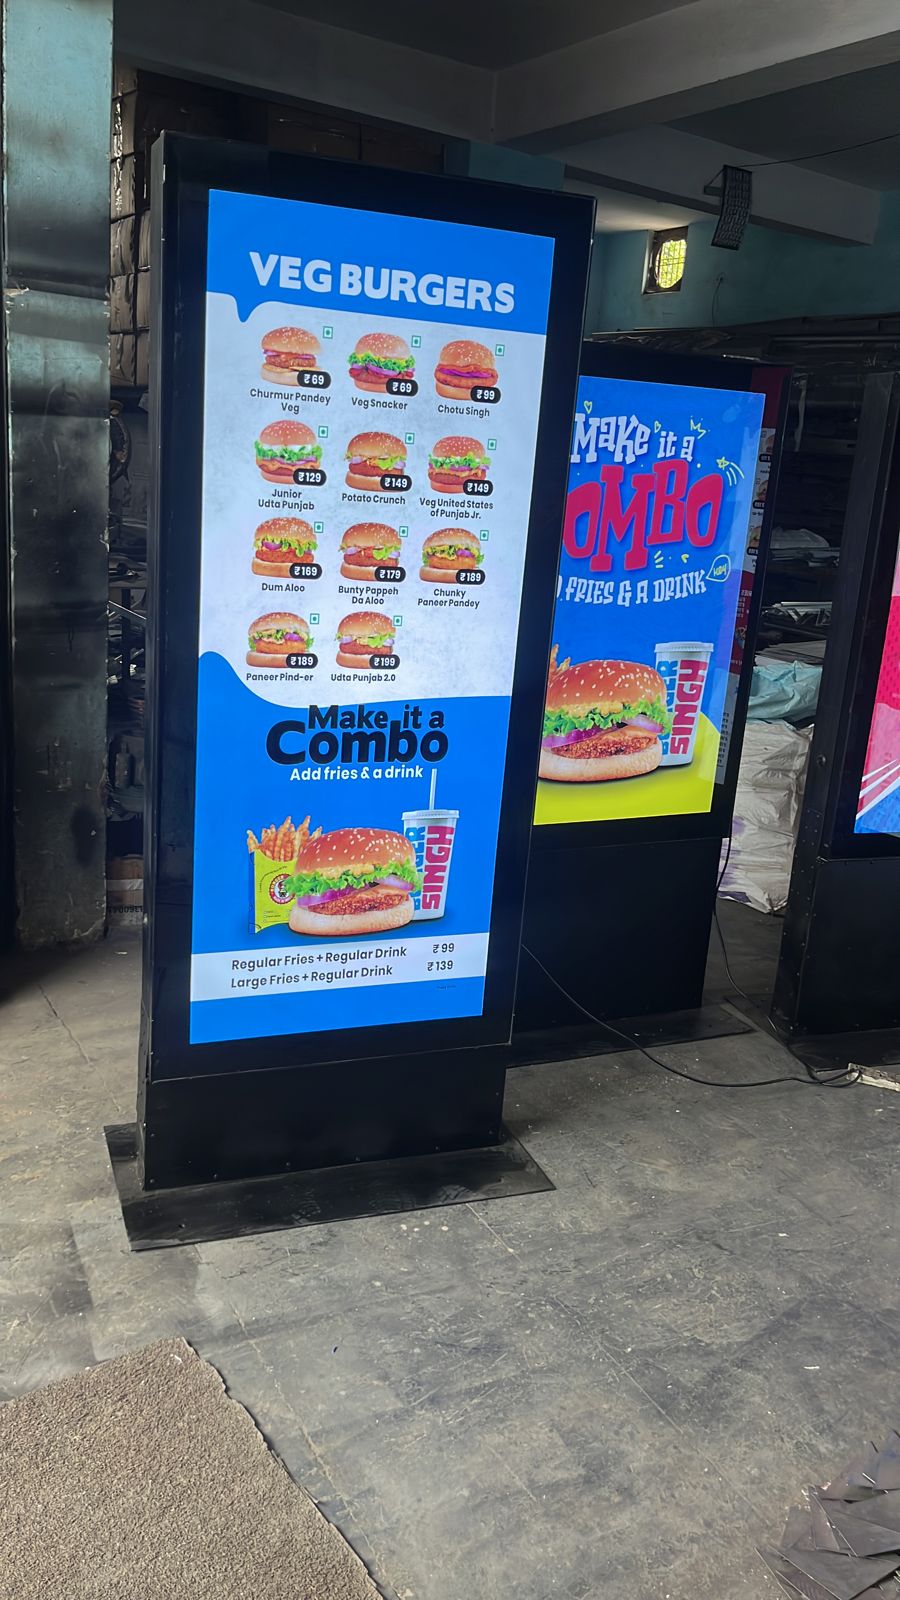 VEG BURGERS
₹69
Churmur Pandey
Veg
₹69
Veg Snacker
₹99
Chotu Singh
₹129
Junior
Udta Punjab
₹149
Potato Crunch
₹149
Veg United States
of Punjab Jr.
₹169
Dum Aloo
₹179
Bunty Pappeh
Da Aloo
₹189
Chunky
Paneer Pandey
₹189
Paneer Pind-er
₹199
Udta Punjab 2.0
Make it a
Combo
Add fries & a drink
SINGH
Regular Fries + Regular Drink ₹99
Large Fries + Regular Drink ₹139
Make it a
OMBO
FRIES & A DRINK
SINGH